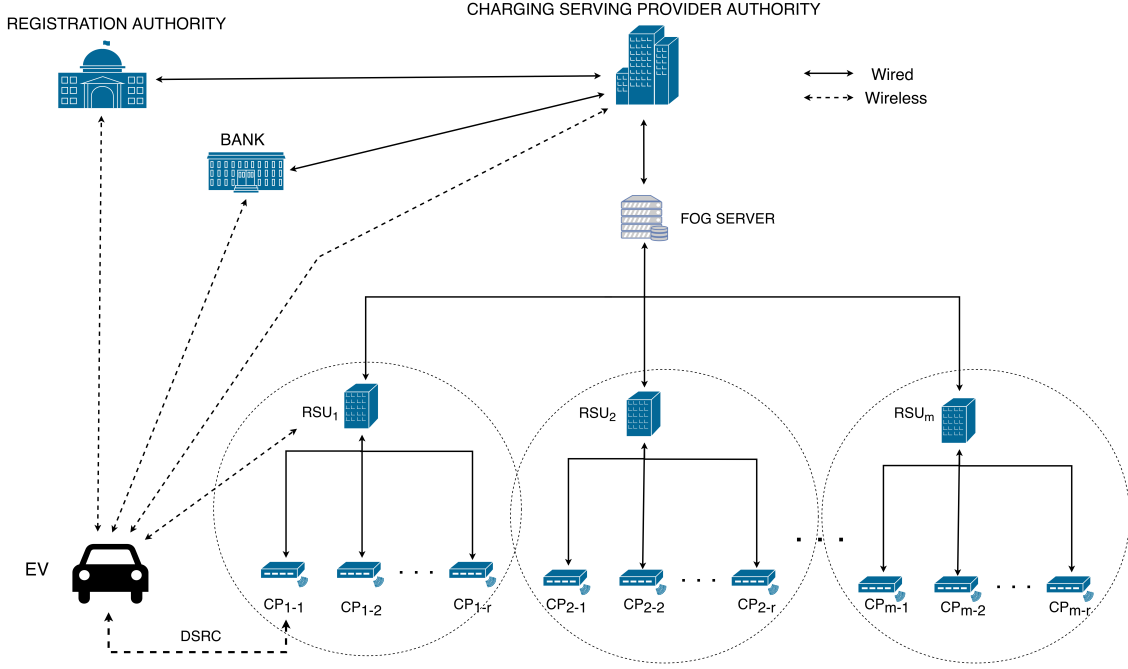 CHARGING SERVING PROVIDER AUTHORITY
REGISTRATION AUTHORITY
Wired
Wireless
BANK
FOG SERVER
RSU1
RSU2
RSUm
. . .
EV
. . . .
. . . .
. . . .
CP1-1
CP1-2
CP1-r
CP2-1
CP2-2
CP2-r
CPm-1
CPm-2
CPm-r
DSRC